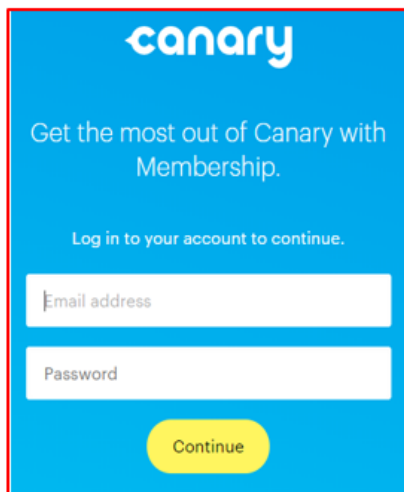 canary
Get the most out of Canary with
Membership.
Log in to your account to continue.
Email address
Password
Continue